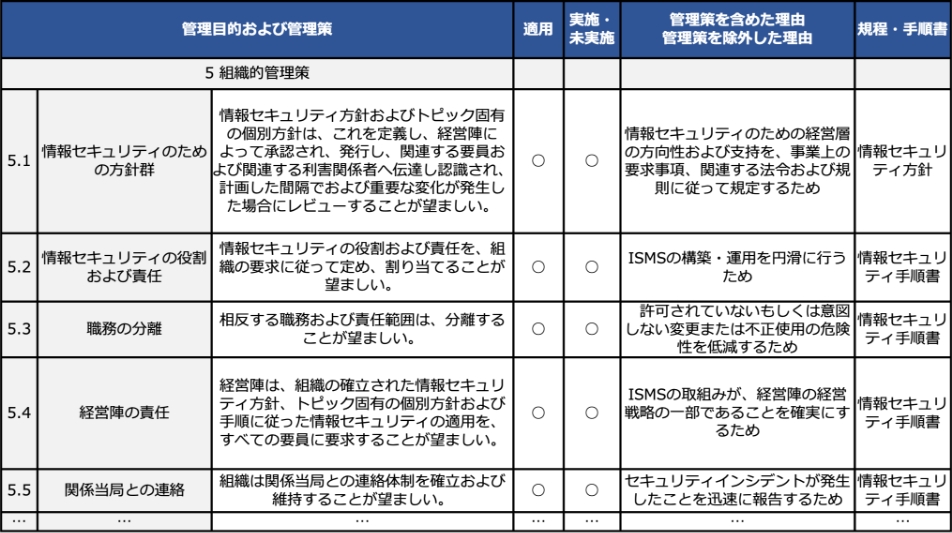 管理目的および管理策
適用
実施・
未実施
管理策を含めた理由
管理策を除外した理由
規程・手順書
5 組織的管理策
5.1
情報セキュリティのため
の方針群
情報セキュリティ方針およびトピック固有
の個別方針は、これを定義し、経営陣に
よって承認され、発行し、関連する要員お
よび関連する利害関係者へ伝達し認識され、
計画した間隔でおよび重要な変化が発生し
た場合にレビューすることが望ましい。
○
○
情報セキュリティのための経営層
の方向性および支持を、事業上の
要求事項、関連する法令および規
則に従って規定するため
情報セキュリ
ティ方針
5.2
情報セキュリティの役割
および責任
情報セキュリティの役割および責任を、組
織の要求に従って定め、割り当てることが
望ましい。
○
○
ISMSの構築・運用を円滑に行う
ため
情報セキュリ
ティ手順書
5.3
職務の分離
相反する職務および責任範囲は、分離する
ことが望ましい。
○
○
許可されていないもしくは意図
しない変更または不正使用の危険
性を低減するため
情報セキュリ
ティ手順書
5.4
経営陣の責任
経営陣は、組織の確立された情報セキュリ
ティ方針、トピック固有の個別方針および
手順に従った情報セキュリティの適用を、
すべての要員に要求することが望ましい。
○
○
ISMSの取組みが、経営陣の経営
戦略の一部であることを確実にす
るため
情報セキュリ
ティ手順書
5.5
関係当局との連絡
組織は関係当局との連絡体制を確立および
維持することが望ましい。
○
○
セキュリティインシデントが発生
したことを迅速に報告するため
情報セキュリ
ティ手順書
…
…
…
…
…
…
…